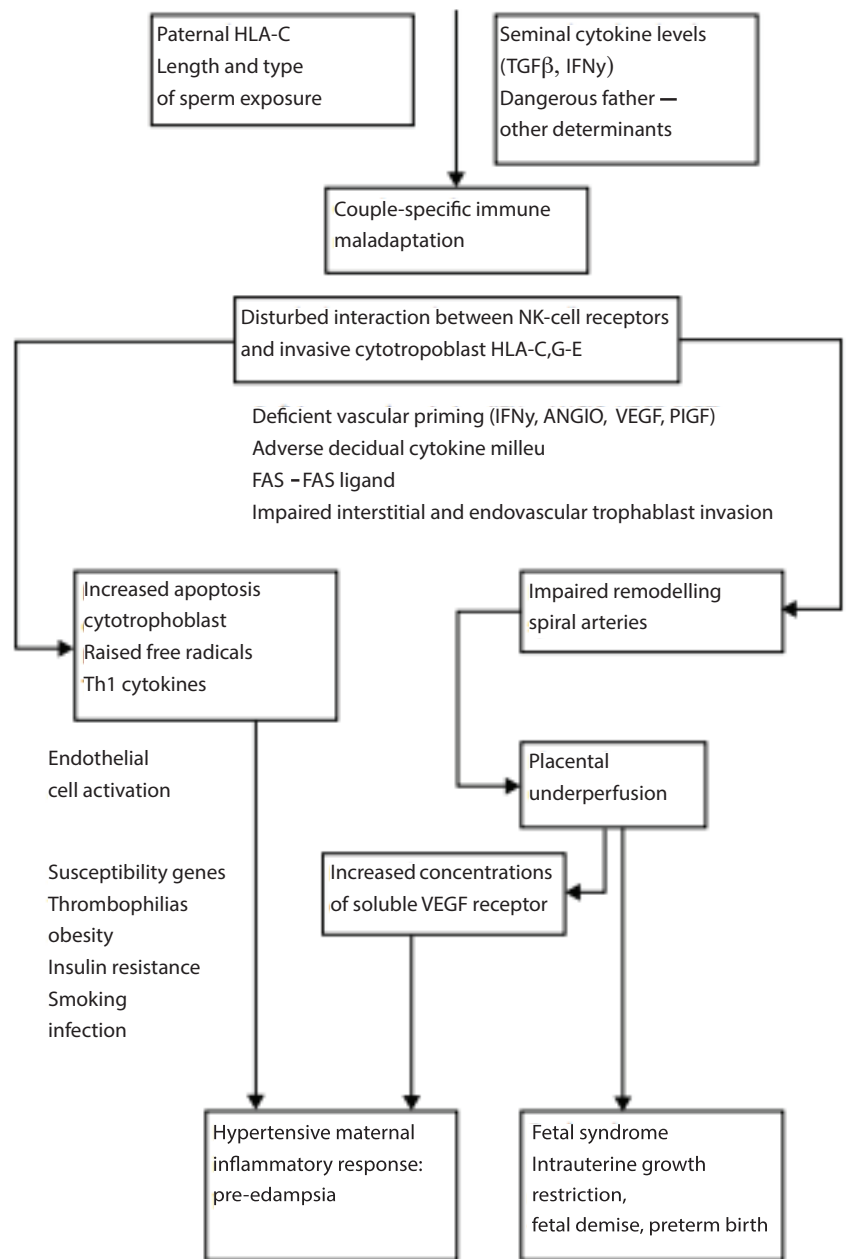 Paternal HLA-C
Length and type
of sperm exposure
Seminal cytokine levels
(TGFβ, IFNy)
Dangerous father —
other determinants
Couple-specific immune
maladaptation
Disturbed interaction between NK-cell receptors
and invasive cytotropoblast HLA-C,G-E
Deficient vascular priming (IFNy, ANGIO, VEGF, PIGF)
Adverse decidual cytokine milleu
FAS –FAS ligand
Impaired interstitial and endovascular trophablast invasion
Increased apoptosis
cytotrophoblast
Raised free radicals
Th1 cytokines
Impaired remodelling
spiral arteries
Endothelial
cell activation
Placental
underperfusion
Susceptibility genes
Thrombophilias
obesity
Insulin resistance
Smoking
infection
Increased concentrations
of soluble VEGF receptor
Hypertensive maternal
inflammatory response:
pre-edampsia
Fetal syndrome
Intrauterine growth
restriction,
fetal demise, preterm birth